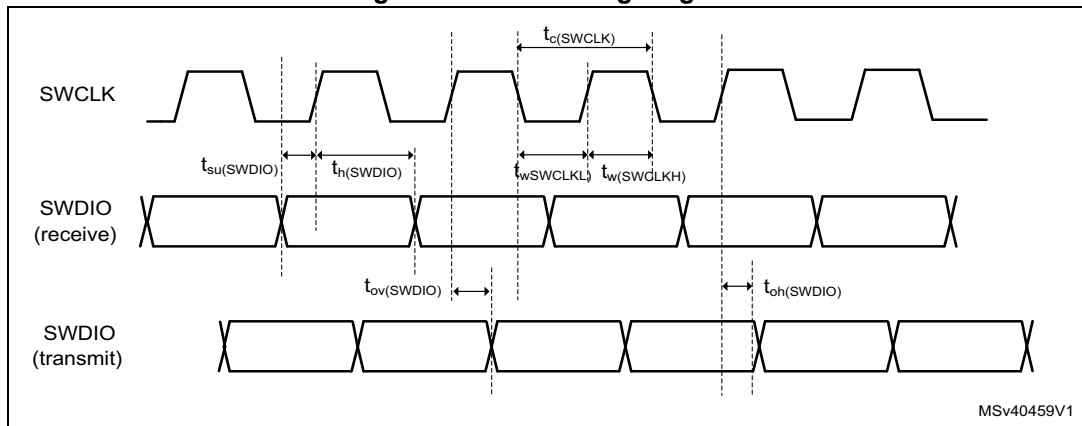 tc(SWCLK)
SWCLK
tsu(SWDIO)
th(SWDIO)
twSWCLKL)
tw(SWCLKH)
SWDIO
(receive)
tov(SWDIO)
toh(SWDIO)
SWDIO
(transmit)
MSv40459V1